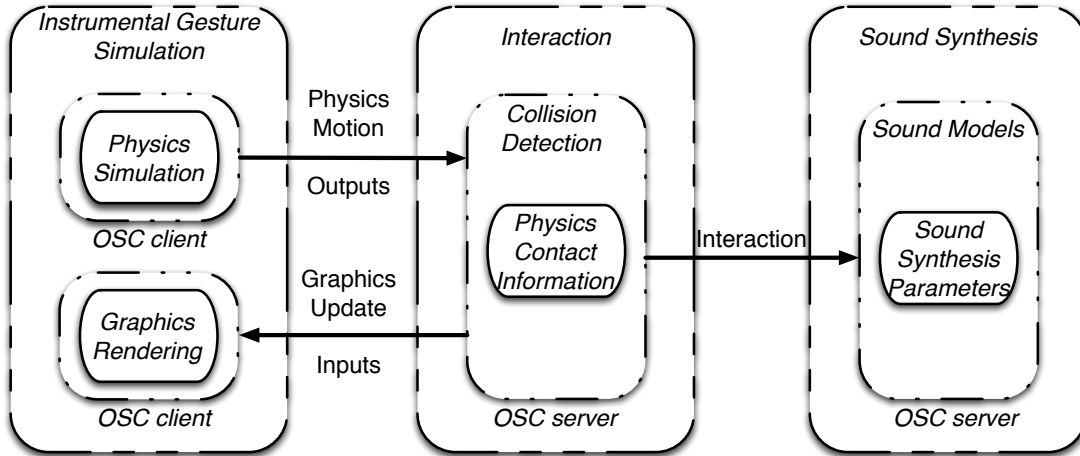 Instrumental Gesture
Simulation
Physics
Simulation
OSC client
Graphics
Rendering
OSC client
Physics
Motion
Outputs
Graphics
Update
Inputs
Interaction
Collision
Detection
Physics
Contact
Information
OSC server
Interaction
Sound Synthesis
Sound Models
Sound
Synthesis
Parameters
OSC server